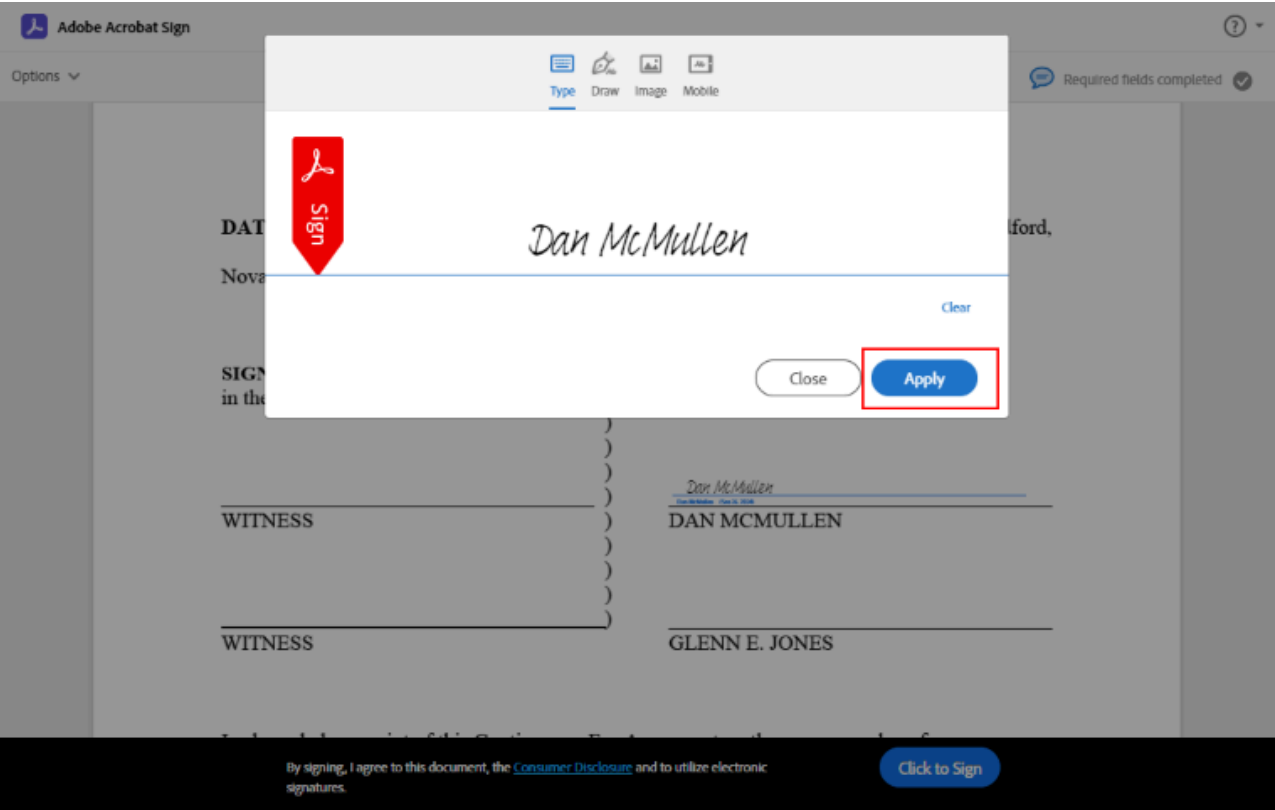 Adobe Acrobat Sign
Options
Type Draw Image Mobile
Required fields completed
Sign
DAT
lford,
Dan McMullen
Nova
Clear
SIGN
in the
Close Apply
)
)
)
)
)
)
)
)
)
Dan McMullen
WITNESS
DAN MCMULLEN
WITNESS
GLENN E. JONES
By signing, I agree to this document, the Consumer Disclosure and to utilize electronic
signatures.
Click to Sign